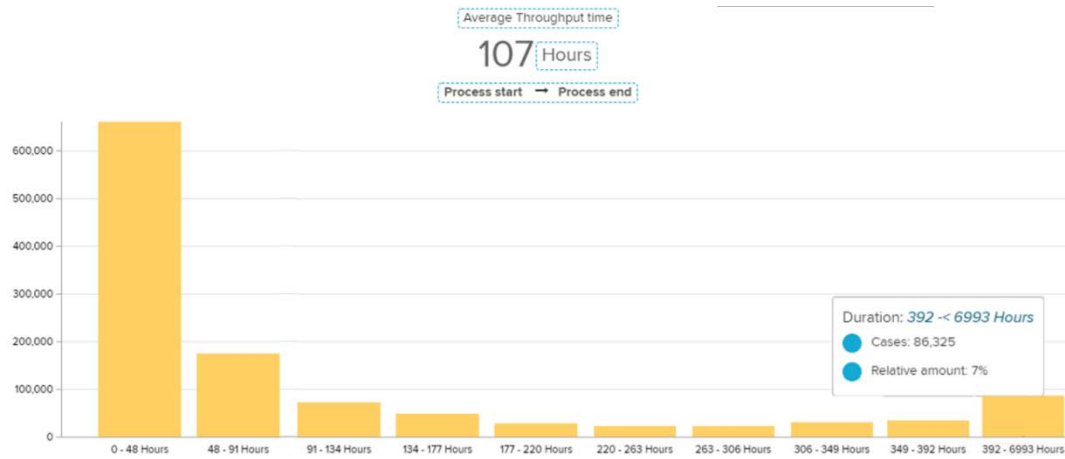 Average Throughput time
107 Hours
Process start → Process end
600,000
500,000
400,000
300,000
200,000
100,000
0
Duration: 392 -< 6993 Hours
Cases: 86,325
Relative amount: 7%
0 - 48 Hours
48 - 91 Hours
91 - 134 Hours
134 - 177 Hours
177 - 220 Hours
220 - 263 Hours
263 - 306 Hours
306 - 349 Hours
349 - 392 Hours
392 - 6993 Hours